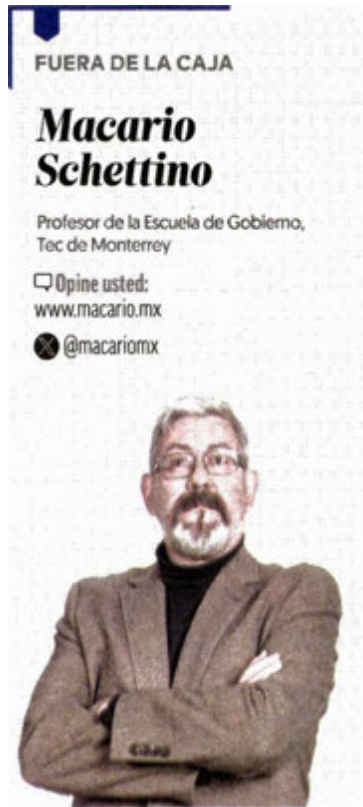 FUERA DE LA CAJA
Macario
Schettino
Profesor de la Escuela de Gobierno,
Tec de Monterrey
Opine usted:
www.macario.mx
@macariomx